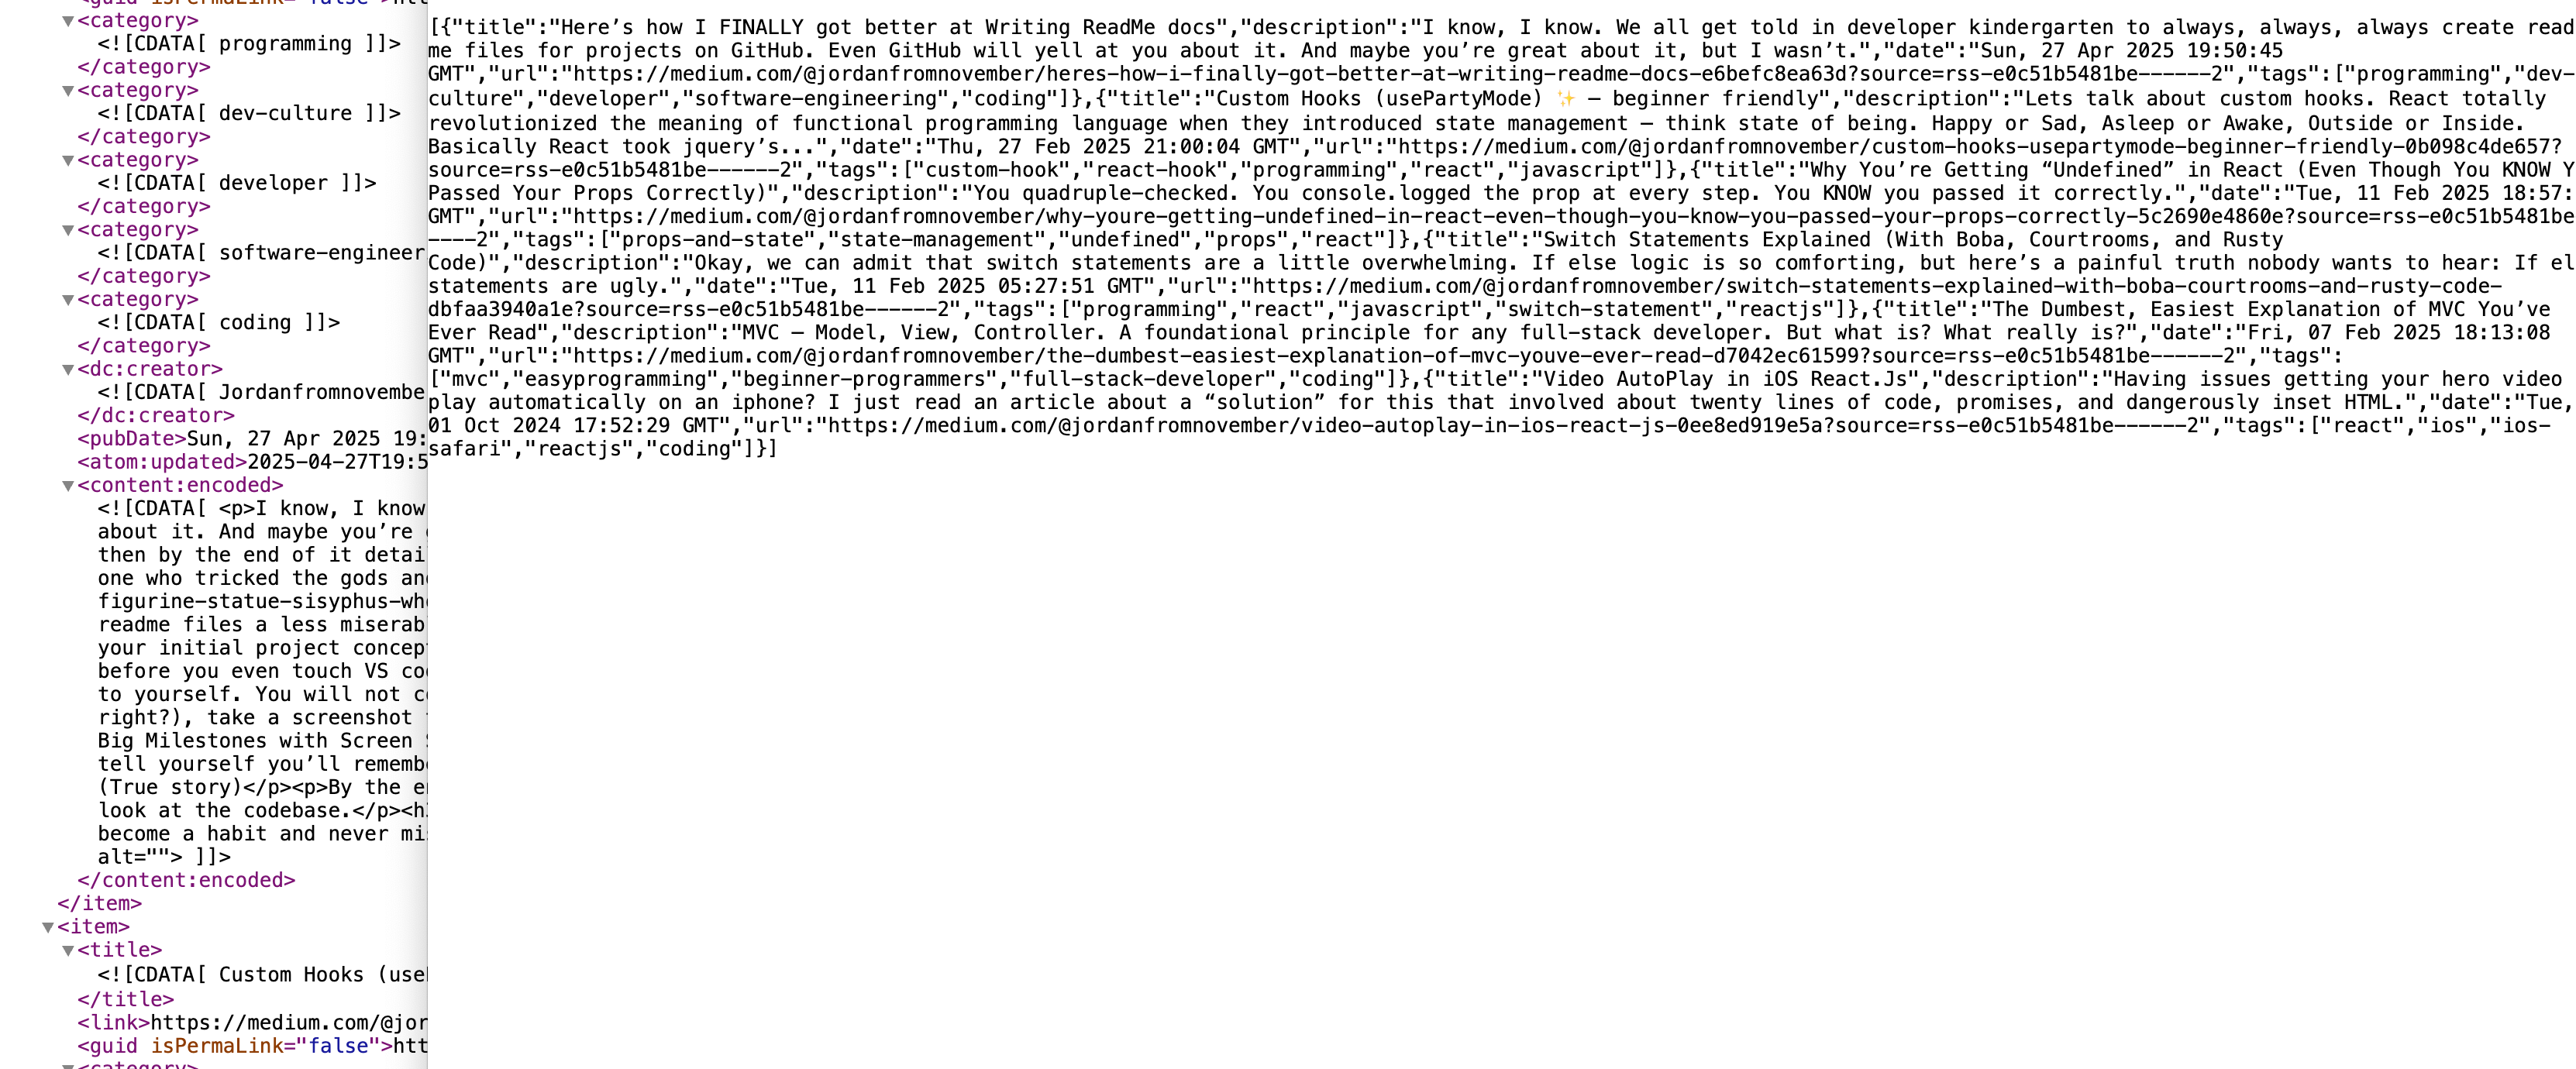 <guid isPermaLink="false">htt
<category>
<![CDATA[ programming ]]>
</category>
<category>
<![CDATA[ dev-culture ]]>
</category>
<category>
<![CDATA[ developer ]]>
</category>
<category>
<![CDATA[ software-engineer
</category>
<category>
<![CDATA[ coding ]]>
</category>
<dc:creator>
<![CDATA[ Jordanfromnovembe
</dc:creator>
<pubDate>Sun, 27 Apr 2025 19:
<atom:updated>2025-04-27T19:5
<content:encoded>
<![CDATA[ <p>I know, I know
about it. And maybe you’re
then by the end of it detai
one who tricked the gods an
figurine-statue-sisyphus-wh
readme files a less miserab
your initial project concep
before you even touch VS co
to yourself. You will not c
right?), take a screenshot
Big Milestones with Screen S
tell yourself you’ll rememb
(True story)</p><p>By the e
look at the codebase.</p><h
become a habit and never mi
alt=""> ]]>
</content:encoded>
</item>
<item>
<title>
<![CDATA[ Custom Hooks (use
</title>
<link>https://medium.com/@jor
<guid isPermaLink="false">htt
<category>
[{"title":"Here’s how I FINALLY got better at Writing ReadMe docs","description":"I know, I know. We all get told in developer kindergarten to always, always, always create read
me files for projects on GitHub. Even GitHub will yell at you about it. And maybe you’re great about it, but I wasn’t.","date":"Sun, 27 Apr 2025 19:50:45
GMT","url":"https://medium.com/@jordanfromnovember/heres-how-i-finally-got-better-at-writing-readme-docs-e6befc8ea63d?source=rss-e0c51b5481be------2","tags":["programming","dev-
culture","developer","software-engineering","coding"]},{"title":"Custom Hooks (usePartyMode) ✨ — beginner friendly","description":"Lets talk about custom hooks. React totally
revolutionized the meaning of functional programming language when they introduced state management — think state of being. Happy or Sad, Asleep or Awake, Outside or Inside.
Basically React took jquery’s...","date":"Thu, 27 Feb 2025 21:00:04 GMT","url":"https://medium.com/@jordanfromnovember/custom-hooks-usepartymode-beginner-friendly-0b098c4de657?
source=rss-e0c51b5481be------2","tags":["custom-hook","react-hook","programming","react","javascript"]},{"title":"Why You’re Getting “Undefined” in React (Even Though You KNOW Y
Passed Your Props Correctly)","description":"You quadruple-checked. You console.logged the prop at every step. You KNOW you passed it correctly.","date":"Tue, 11 Feb 2025 18:57:
GMT","url":"https://medium.com/@jordanfromnovember/why-youre-getting-undefined-in-react-even-though-you-know-you-passed-your-props-correctly-5c2690e4860e?source=rss-e0c51b5481be
----2","tags":["props-and-state","state-management","undefined","props","react"]},{"title":"Switch Statements Explained (With Boba, Courtrooms, and Rusty
Code)","description":"Okay, we can admit that switch statements are a little overwhelming. If else logic is so comforting, but here’s a painful truth nobody wants to hear: If el
statements are ugly.","date":"Tue, 11 Feb 2025 05:27:51 GMT","url":"https://medium.com/@jordanfromnovember/switch-statements-explained-with-boba-courtrooms-and-rusty-code-
dbfaa3940a1e?source=rss-e0c51b5481be------2","tags":["programming","react","javascript","switch-statement","reactjs"]},{"title":"The Dumbest, Easiest Explanation of MVC You’ve
Ever Read","description":"MVC — Model, View, Controller. A foundational principle for any full-stack developer. But what is? What really is?","date":"Fri, 07 Feb 2025 18:13:08
GMT","url":"https://medium.com/@jordanfromnovember/the-dumbest-easiest-explanation-of-mvc-youve-ever-read-d7042ec61599?source=rss-e0c51b5481be------2","tags":
["mvc","easyprogramming","beginner-programmers","full-stack-developer","coding"]},{"title":"Video AutoPlay in iOS React.Js","description":"Having issues getting your hero video
play automatically on an iphone? I just read an article about a “solution” for this that involved about twenty lines of code, promises, and dangerously inset HTML.","date":"Tue,
01 Oct 2024 17:52:29 GMT","url":"https://medium.com/@jordanfromnovember/video-autoplay-in-ios-react-js-0ee8ed919e5a?source=rss-e0c51b5481be------2","tags":["react","ios","ios-
safari","reactjs","coding"]}]